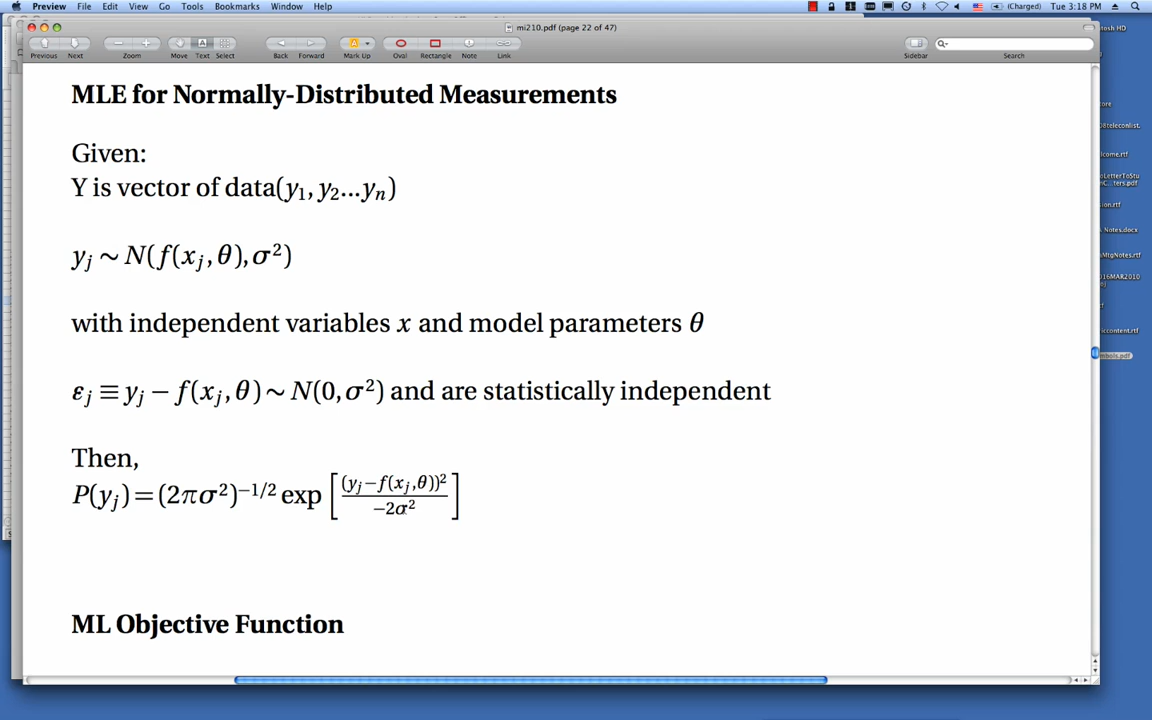 Preview File Edit View Go Tools Bookmarks Window Help (Charged) Tue 3:18 PM
mi210.pdf (page 22 of 47)
Previous Next Zoom Move Text Select Back Forward Mark Up Oval Rectangle Note Link Sidebar Search
MLE for Normally-Distributed Measurements
Given:
Y is vector of data(y₁, y₂...yₙ)
yⱼ ∼ N(f(xⱼ,θ),σ²)
with independent variables x and model parameters θ
εⱼ ≡ yⱼ − f(xⱼ,θ) ∼ N(0,σ²) and are statistically independent
Then,
P(yⱼ) = (2πσ²)⁻¹/² exp [(yⱼ−f(xⱼ,θ))² / −2σ²]
ML Objective Function